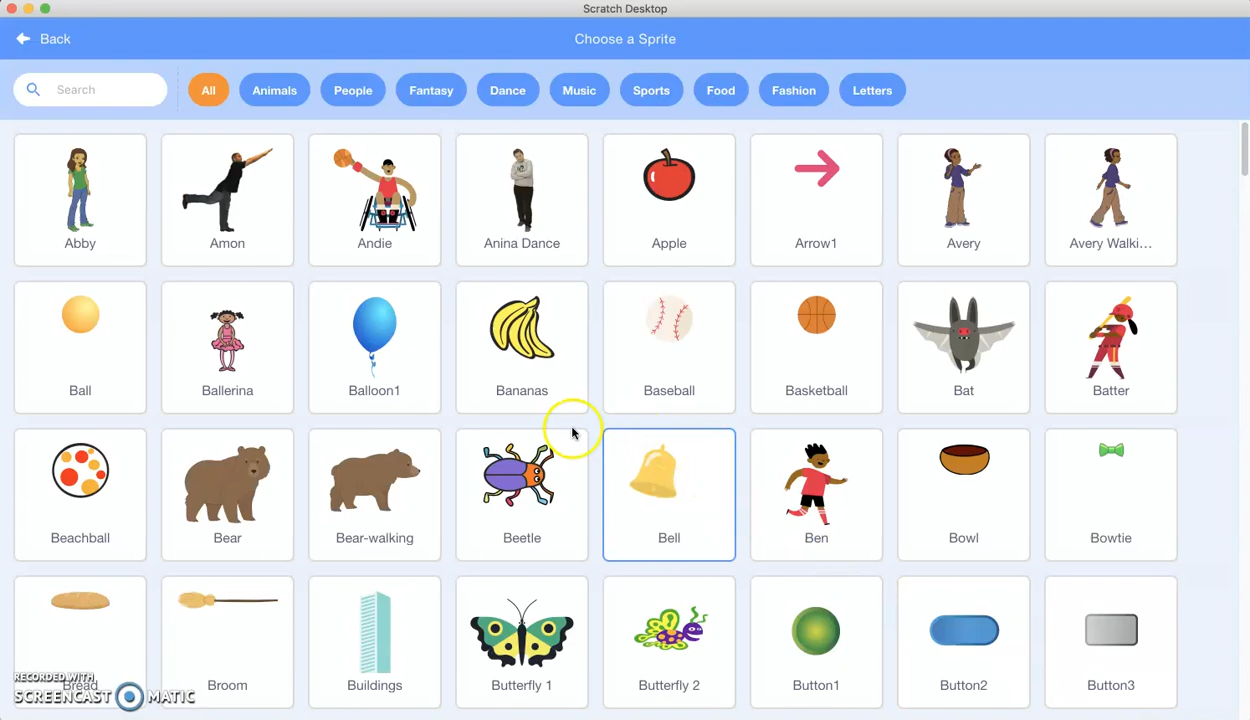 Scratch Desktop
Back
Choose a Sprite
Search
All
Animals
People
Fantasy
Dance
Music
Sports
Food
Fashion
Letters
Abby
Amon
Andie
Anina Dance
Apple
Arrow1
Avery
Avery Walki...
Ball
Ballerina
Balloon1
Bananas
Baseball
Basketball
Bat
Batter
Beachball
Bear
Bear-walking
Beetle
Bell
Ben
Bowl
Bowtie
Bread
Broom
Buildings
Butterfly 1
Butterfly 2
Button1
Button2
Button3
RECORDED WITH
SCREENCAST MATIC